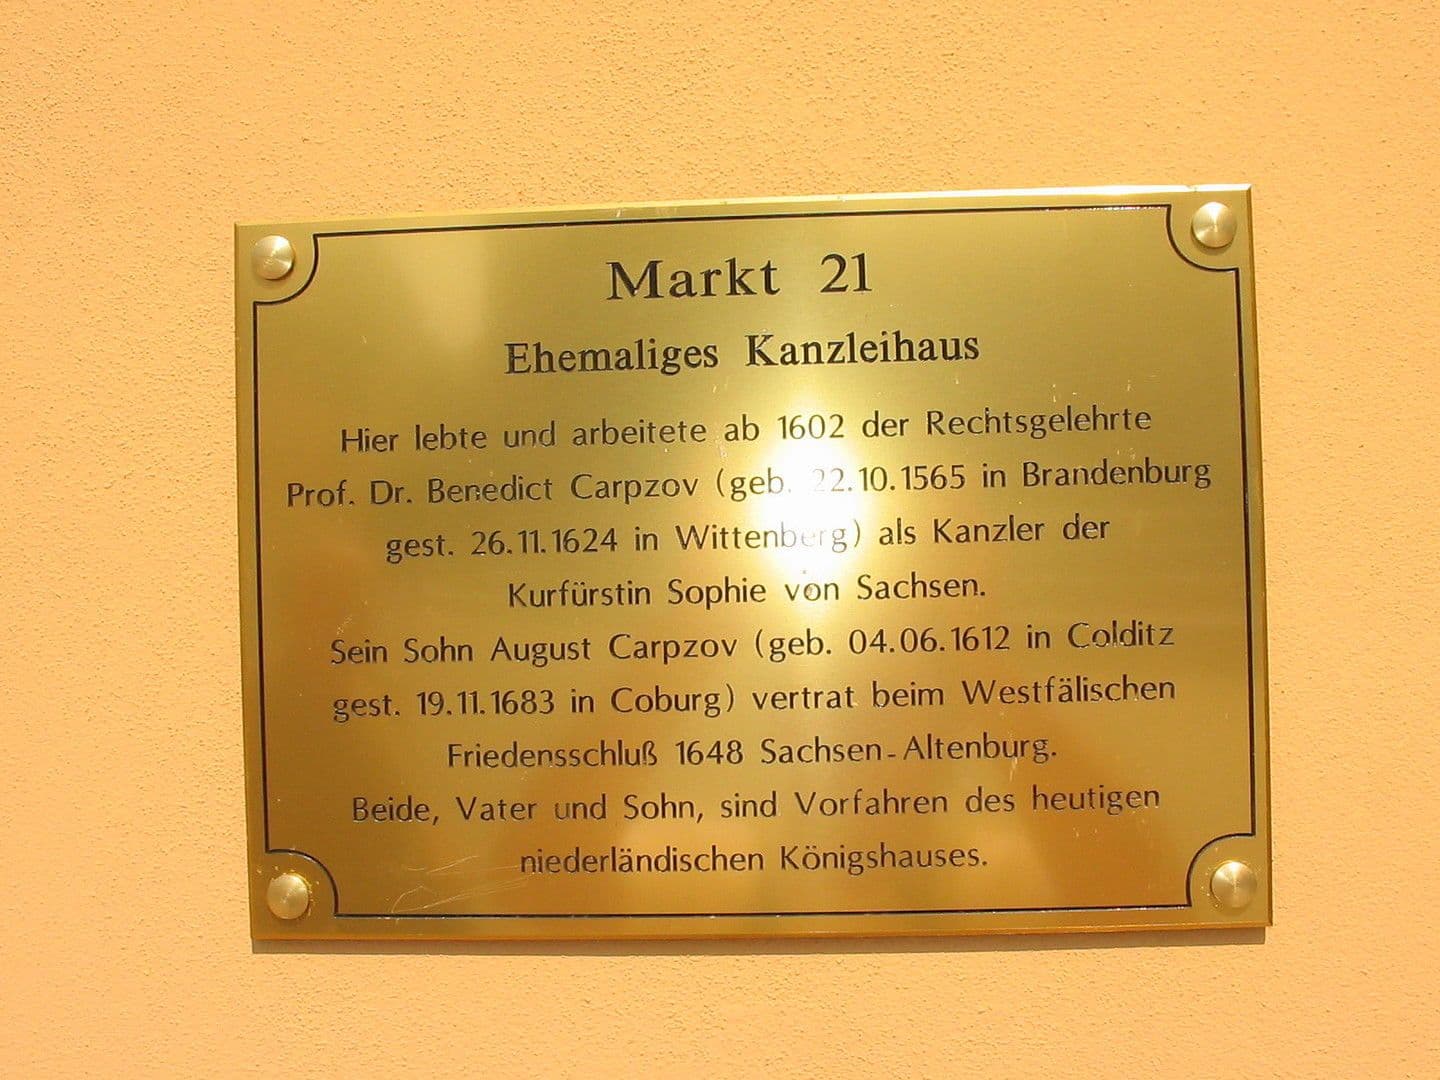 Markt 21
Ehemaliges Kanzleihaus
Hier lebte und arbeitete ab 1602 der Rechtsgelehrte
Prof. Dr. Benedict Carpzov (geb. 22.10.1565 in Brandenburg
gest. 26.11.1624 in Wittenberg) als Kanzler der
Kurfürstin Sophie von Sachsen.
Sein Sohn August Carpzov (geb. 04.06.1612 in Colditz
gest. 19.11.1683 in Coburg) vertrat beim Westfälischen
Friedensschluß 1648 Sachsen-Altenburg.
Beide, Vater und Sohn, sind Vorfahren des heutigen
niederländischen Königshauses.